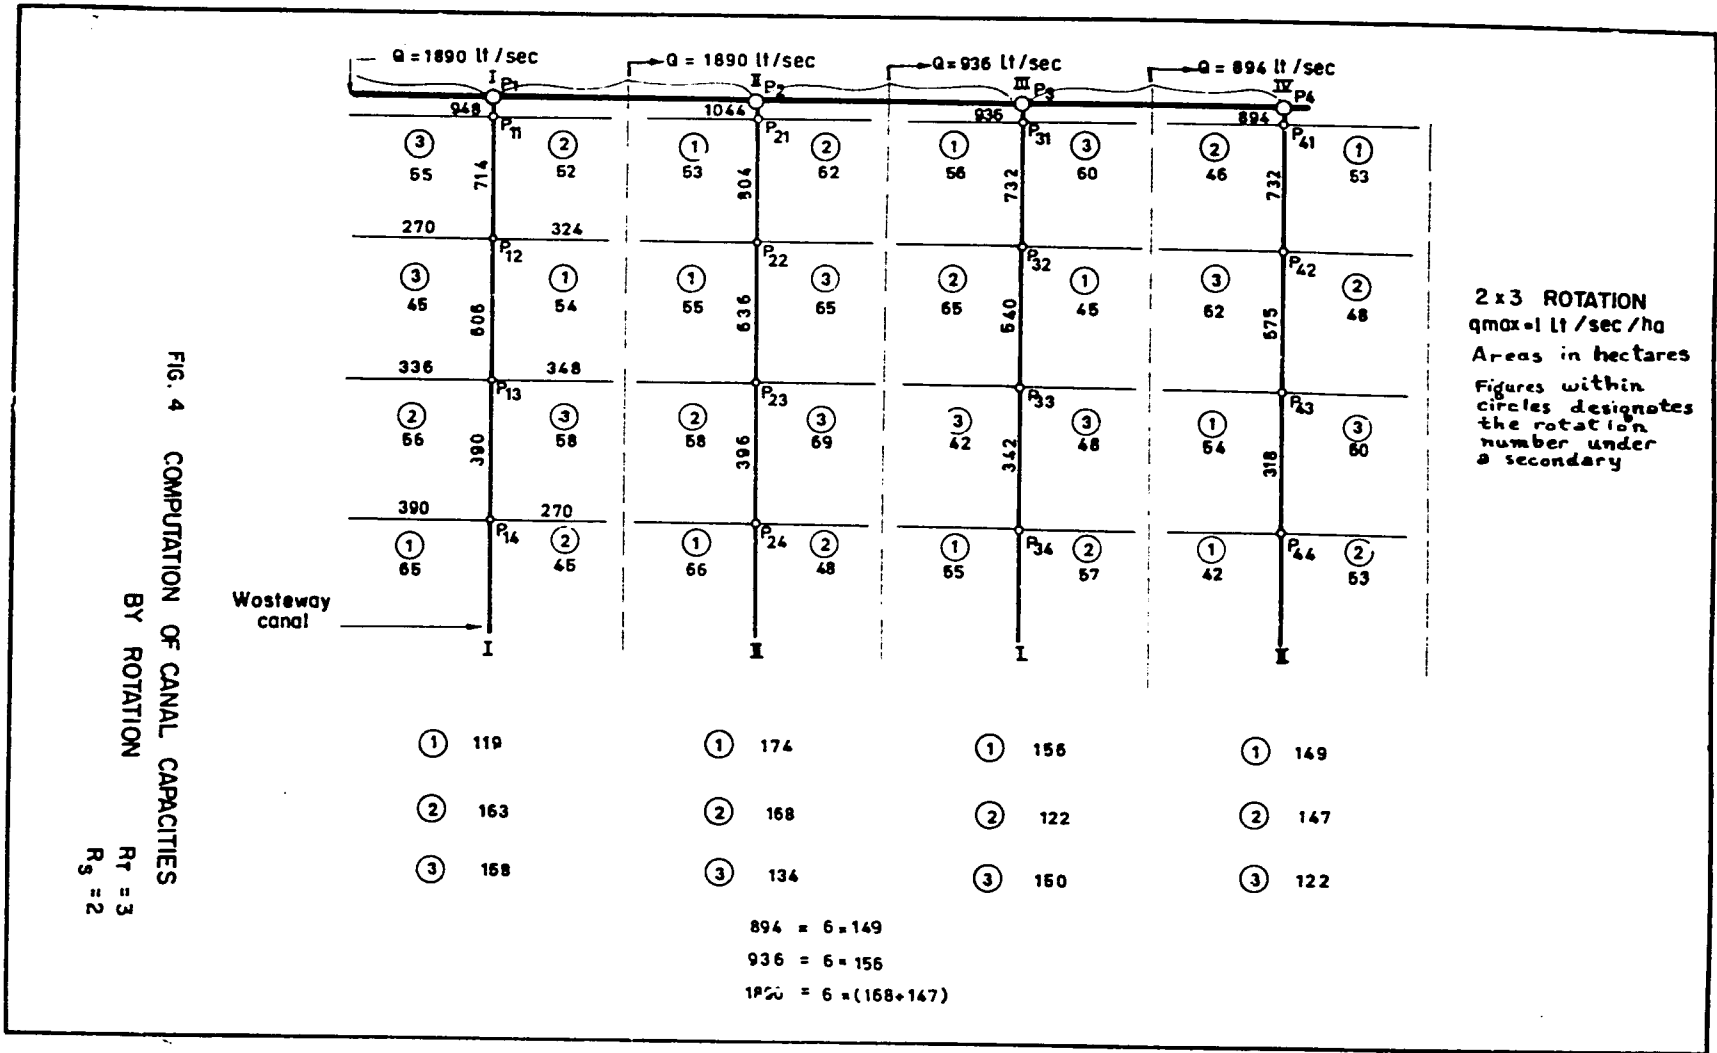 Q = 1890 lt/sec
Q = 1890 lt/sec
Q = 936 lt/sec
Q = 894 lt/sec
I P1
II P2
III P3
IV P4
948 1044 936 894
P11 P21 P31 P41
3 2 1 2 1 3 2 1
55 714 52 53 804 62 56 732 60 46 732 53
270 324
P12 P22 P32 P42
3 1 1 3 2 1 3 2
45 606 54 55 636 65 65 540 45 62 575 48
336 348
P13 P23 P33 P43
2 3 2 3 3 3 1 3
56 390 58 58 396 69 42 342 48 54 318 60
390 270
P14 P24 P34 P44
1 2 1 2 1 2 1 2
65 45 66 48 55 57 42 53
Wosteway
canal
I II I II
2 x 3 ROTATION
qmax=1 lt/sec/ha
Areas in hectares
Figures within
circles designates
the rotation
number under
a secondary
1 119 1 174 1 156 1 149
2 163 2 168 2 122 2 147
3 158 3 134 3 150 3 122
894 = 6 × 149
936 = 6 × 156
= 6 × (168+147)
FIG. 4 COMPUTATION OF CANAL CAPACITIES
BY ROTATION
RT = 3
RS = 2